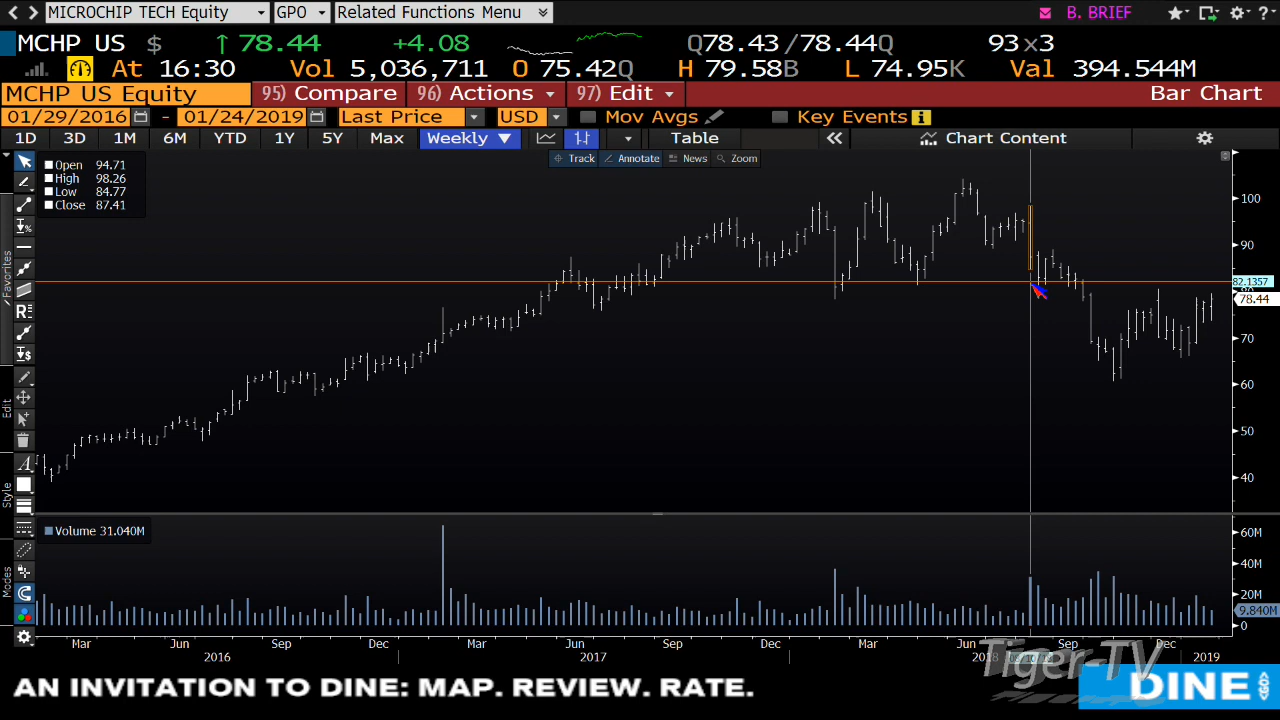 MICROCHIP TECH Equity GPO Related Functions Menu B. BRIEF ?
MCHP US $ ↑ 78.44 +4.08 Q78.43 /78.44Q 93×3
At 16:30 Vol 5,036,711 O 75.42Q H 79.58B L 74.95K Val 394.544M
MCHP US Equity 95) Compare 96) Actions 97) Edit Bar Chart
01/29/2016 - 01/24/2019 Last Price USD Mov Avgs Key Events i
1D 3D 1M 6M YTD 1Y 5Y Max Weekly ▼ Table « Chart Content
Track Annotate News Zoom
Open 94.71
High 98.26
Low 84.77
Close 87.41
Favorites
Edit
Style
Modes
100
90
82.1357
80
78.44
70
60
50
40
Volume 31.040M
60M
40M
20M
9.840M
0
Mar Jun Sep Dec Mar Jun Sep Dec Mar Jun Sep Dec
2016 2017 2018 2019
Tiger-TV
AN INVITATION TO DINE: MAP. REVIEW. RATE. DINE